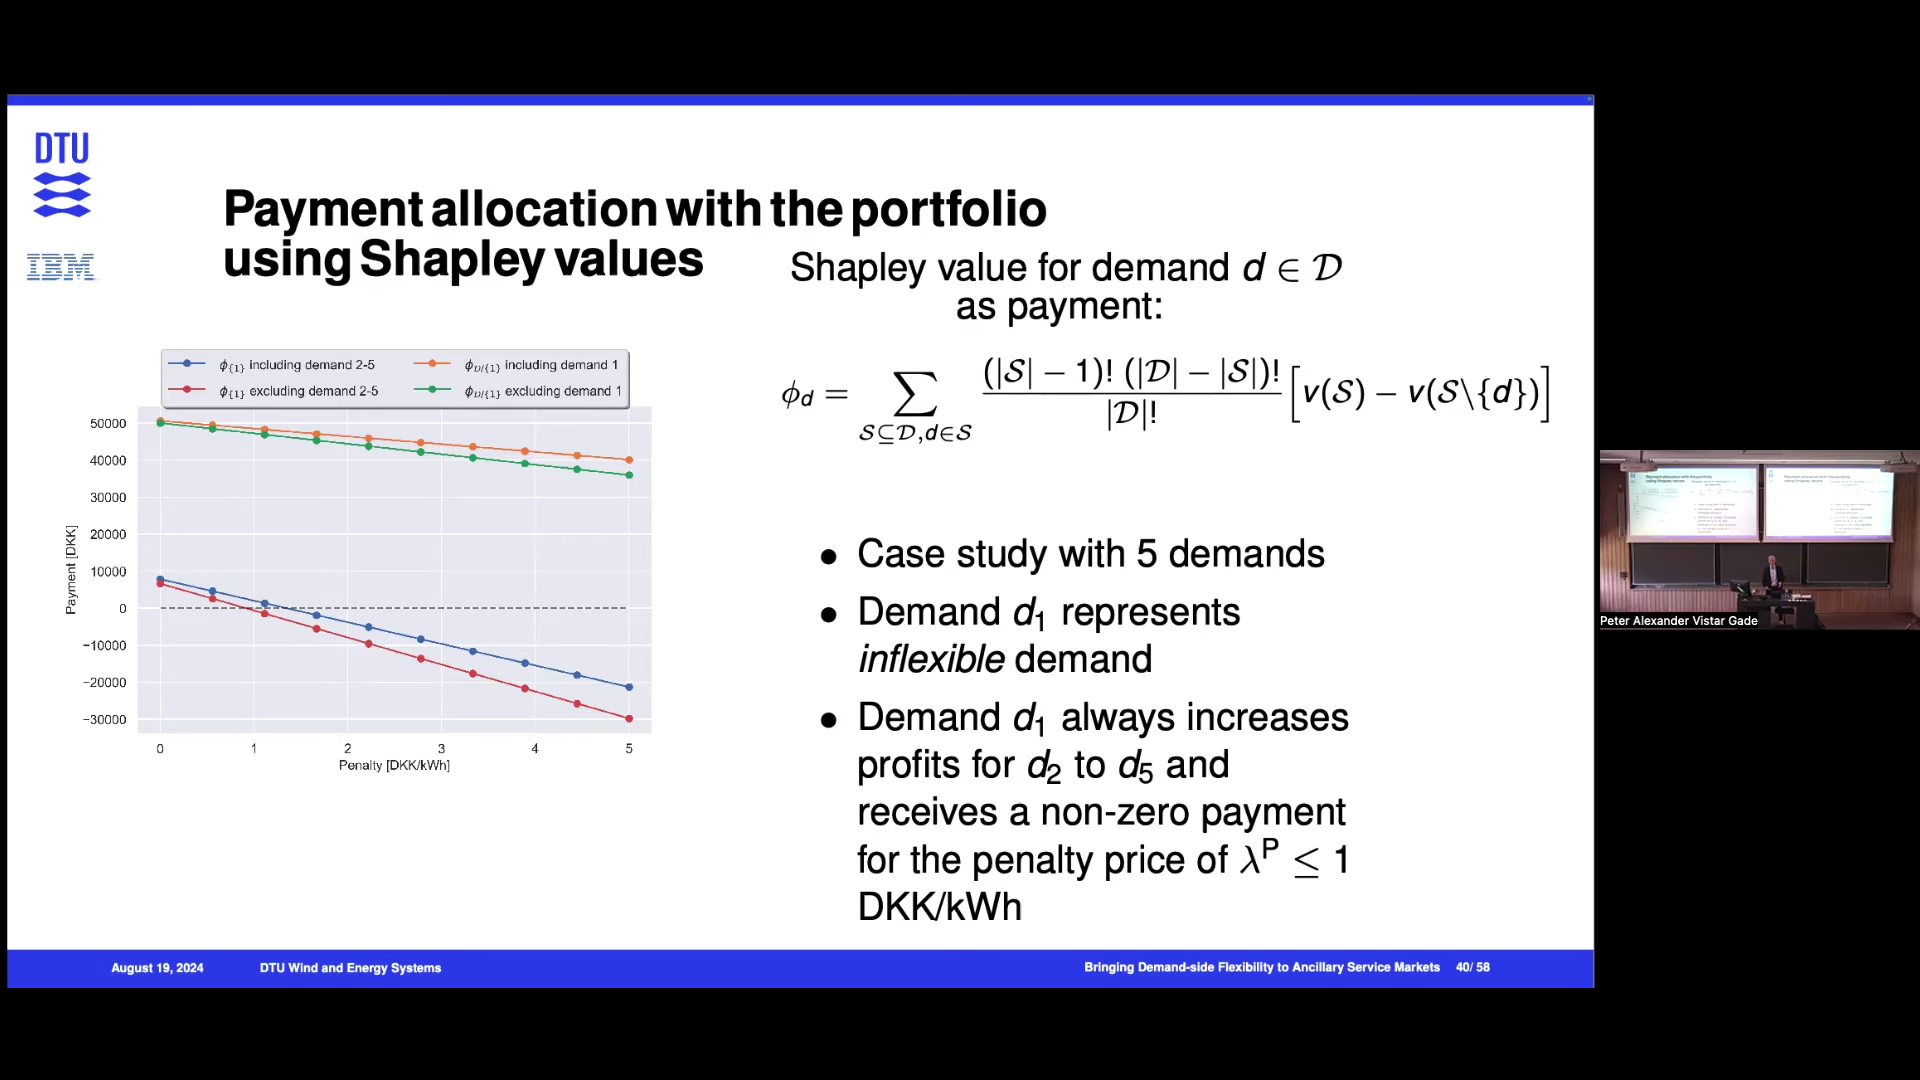 DTU
IBM
Payment allocation with the portfolio
using Shapley values
Shapley value for demand d ∈ 𝒟
as payment:
ϕ_d = ∑_{𝒮⊆𝒟,d∈𝒮} (|𝒮| − 1)! (|𝒟| − |𝒮|)! / |𝒟|! [v(𝒮) − v(𝒮\{d})]
ϕ_{1} including demand 2-5
ϕ_{1} excluding demand 2-5
ϕ_{𝒟/{1}} including demand 1
ϕ_{𝒟/{1}} excluding demand 1
50000
40000
30000
20000
10000
0
−10000
−20000
−30000
Payment [DKK]
0 1 2 3 4 5
Penalty [DKK/kWh]
• Case study with 5 demands
• Demand d₁ represents
inflexible demand
• Demand d₁ always increases
profits for d₂ to d₅ and
receives a non-zero payment
for the penalty price of λᴾ ≤ 1
DKK/kWh
August 19, 2024 DTU Wind and Energy Systems Bringing Demand-side Flexibility to Ancillary Service Markets 40/ 58
Peter Alexander Vistar Gade